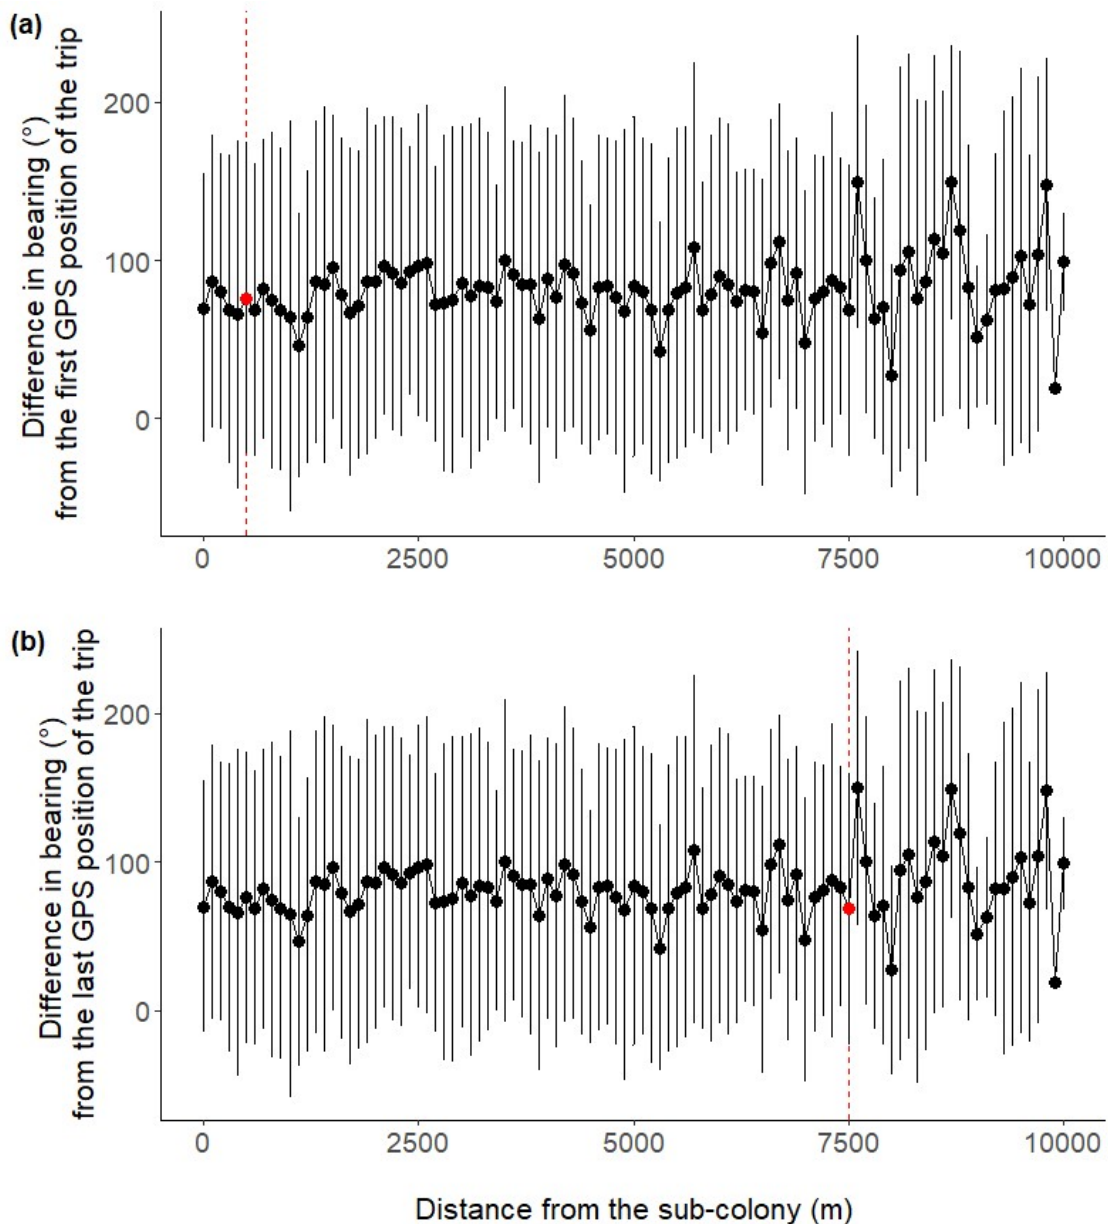 (a)
Difference in bearing (°)
from the first GPS position of the trip
200
100
0
0 2500 5000 7500 10000
(b)
Difference in bearing (°)
from the last GPS position of the trip
200
100
0
0 2500 5000 7500 10000
Distance from the sub-colony (m)